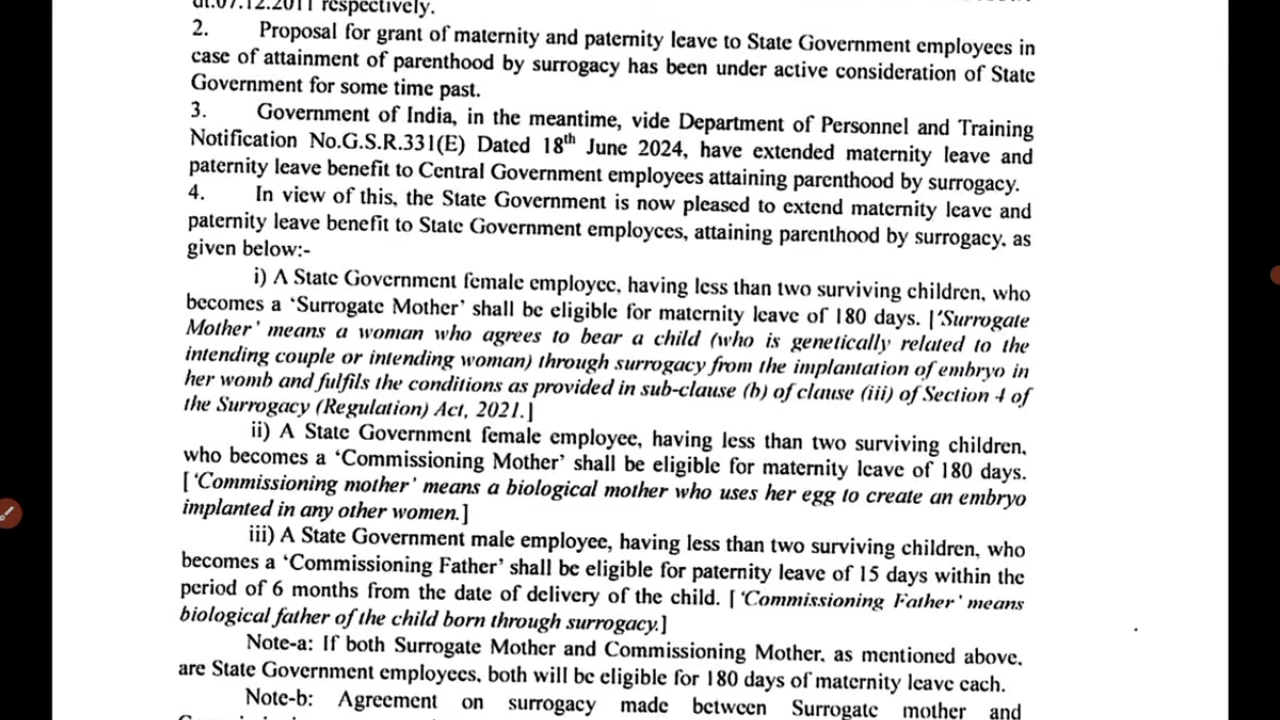 dt.07.12.2011 respectively.
2. Proposal for grant of maternity and paternity leave to State Government employees in
case of attainment of parenthood by surrogacy has been under active consideration of State
Government for some time past.
3. Government of India, in the meantime, vide Department of Personnel and Training
Notification No.G.S.R.331(E) Dated 18th June 2024, have extended maternity leave and
paternity leave benefit to Central Government employees attaining parenthood by surrogacy.
4. In view of this, the State Government is now pleased to extend maternity leave and
paternity leave benefit to State Government employees, attaining parenthood by surrogacy, as
given below:-
i) A State Government female employee, having less than two surviving children, who
becomes a ‘Surrogate Mother’ shall be eligible for maternity leave of 180 days. [‘Surrogate
Mother’ means a woman who agrees to bear a child (who is genetically related to the
intending couple or intending woman) through surrogacy from the implantation of embryo in
her womb and fulfils the conditions as provided in sub-clause (b) of clause (iii) of Section 4 of
the Surrogacy (Regulation) Act, 2021.]
ii) A State Government female employee, having less than two surviving children,
who becomes a ‘Commissioning Mother’ shall be eligible for maternity leave of 180 days.
[‘Commissioning mother’ means a biological mother who uses her egg to create an embryo
implanted in any other women.]
iii) A State Government male employee, having less than two surviving children, who
becomes a ‘Commissioning Father’ shall be eligible for paternity leave of 15 days within the
period of 6 months from the date of delivery of the child. [‘Commissioning Father’ means
biological father of the child born through surrogacy.]
Note-a: If both Surrogate Mother and Commissioning Mother, as mentioned above,
are State Government employees, both will be eligible for 180 days of maternity leave each.
Note-b: Agreement on surrogacy made between Surrogate mother and